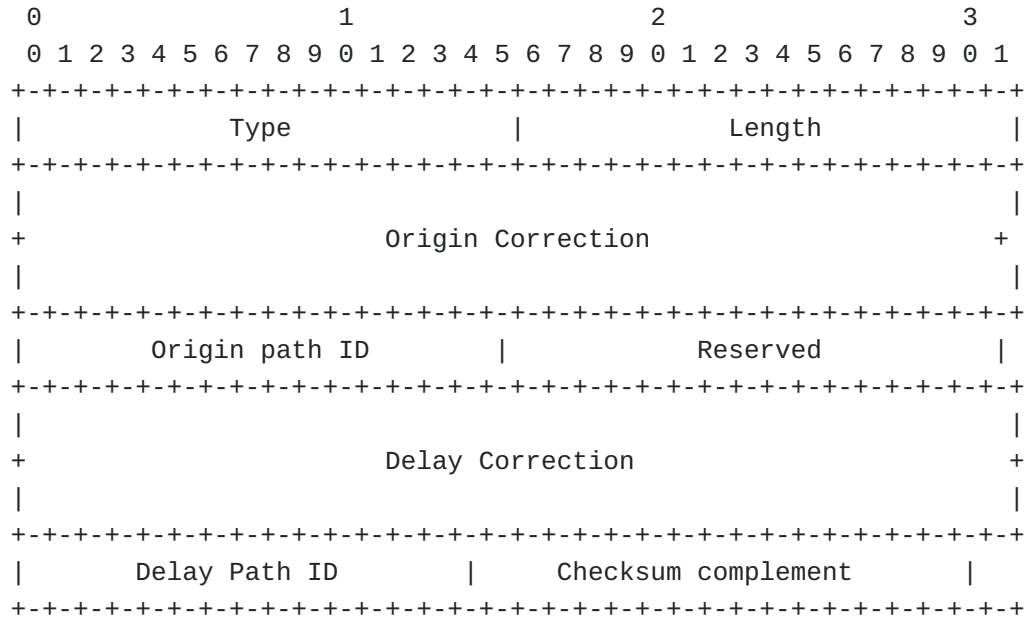 0                   1                   2                   3
 0 1 2 3 4 5 6 7 8 9 0 1 2 3 4 5 6 7 8 9 0 1 2 3 4 5 6 7 8 9 0 1
+-+-+-+-+-+-+-+-+-+-+-+-+-+-+-+-+-+-+-+-+-+-+-+-+-+-+-+-+-+-+-+-+
|             Type              |             Length            |
+-+-+-+-+-+-+-+-+-+-+-+-+-+-+-+-+-+-+-+-+-+-+-+-+-+-+-+-+-+-+-+-+
|                                                               |
+                       Origin Correction                      +
|                                                               |
+-+-+-+-+-+-+-+-+-+-+-+-+-+-+-+-+-+-+-+-+-+-+-+-+-+-+-+-+-+-+-+-+
|        Origin path ID        |            Reserved           |
+-+-+-+-+-+-+-+-+-+-+-+-+-+-+-+-+-+-+-+-+-+-+-+-+-+-+-+-+-+-+-+-+
|                                                               |
+                       Delay Correction                        +
|                                                               |
+-+-+-+-+-+-+-+-+-+-+-+-+-+-+-+-+-+-+-+-+-+-+-+-+-+-+-+-+-+-+-+-+
|       Delay Path ID        |     Checksum complement       |
+-+-+-+-+-+-+-+-+-+-+-+-+-+-+-+-+-+-+-+-+-+-+-+-+-+-+-+-+-+-+-+-+